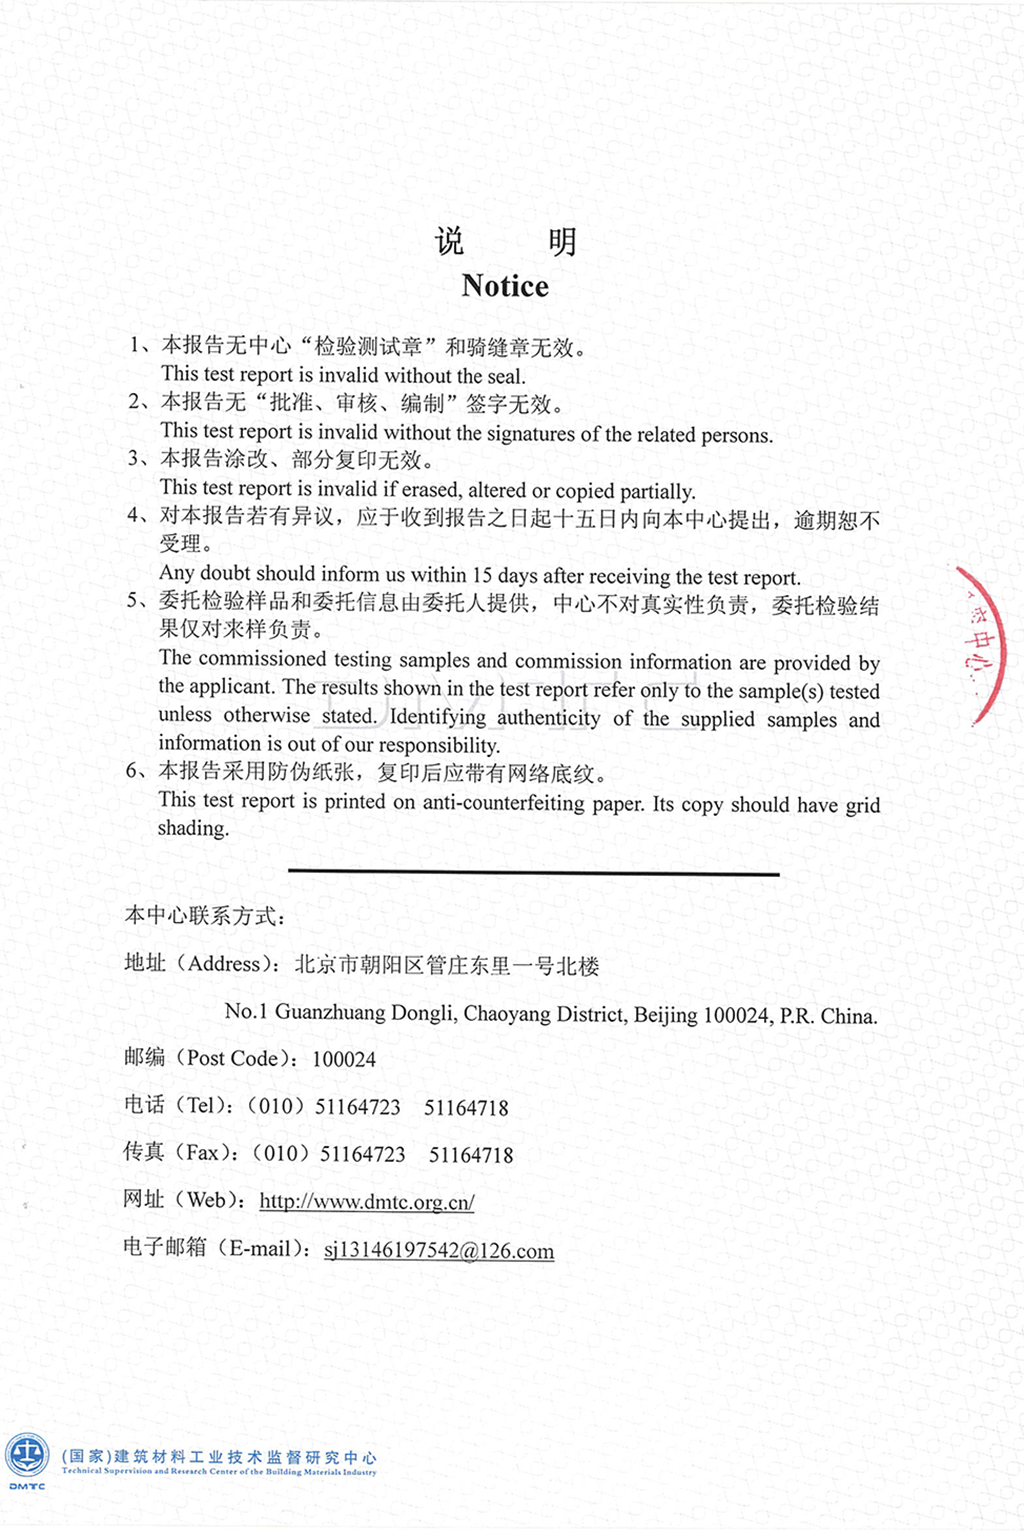 说 明
Notice
1、本报告无中心“检验测试章”和骑缝章无效。
This test report is invalid without the seal.
2、本报告无“批准、审核、编制”签字无效。
This test report is invalid without the signatures of the related persons.
3、本报告涂改、部分复印无效。
This test report is invalid if erased, altered or copied partially.
4、对本报告若有异议，应于收到报告之日起十五日内向本中心提出，逾期恕不
受理。
Any doubt should inform us within 15 days after receiving the test report.
5、委托检验样品和委托信息由委托人提供，中心不对真实性负责，委托检验结
果仅对来样负责。
The commissioned testing samples and commission information are provided by
the applicant. The results shown in the test report refer only to the sample(s) tested
unless otherwise stated. Identifying authenticity of the supplied samples and
information is out of our responsibility.
6、本报告采用防伪纸张，复印后应带有网络底纹。
This test report is printed on anti-counterfeiting paper. Its copy should have grid
shading.
DMTC
中心
本中心联系方式：
地址（Address）：北京市朝阳区管庄东里一号北楼
No.1 Guanzhuang Dongli, Chaoyang District, Beijing 100024, P.R. China.
邮编（Post Code）：100024
电话（Tel）：（010）51164723 51164718
传真（Fax）：（010）51164723 51164718
网址（Web）：http://www.dmtc.org.cn/
电子邮箱（E-mail）：sj13146197542@126.com
(国家)建筑材料工业技术监督研究中心
Technical Supervision and Research Center of the Building Materials Industry
DMTC